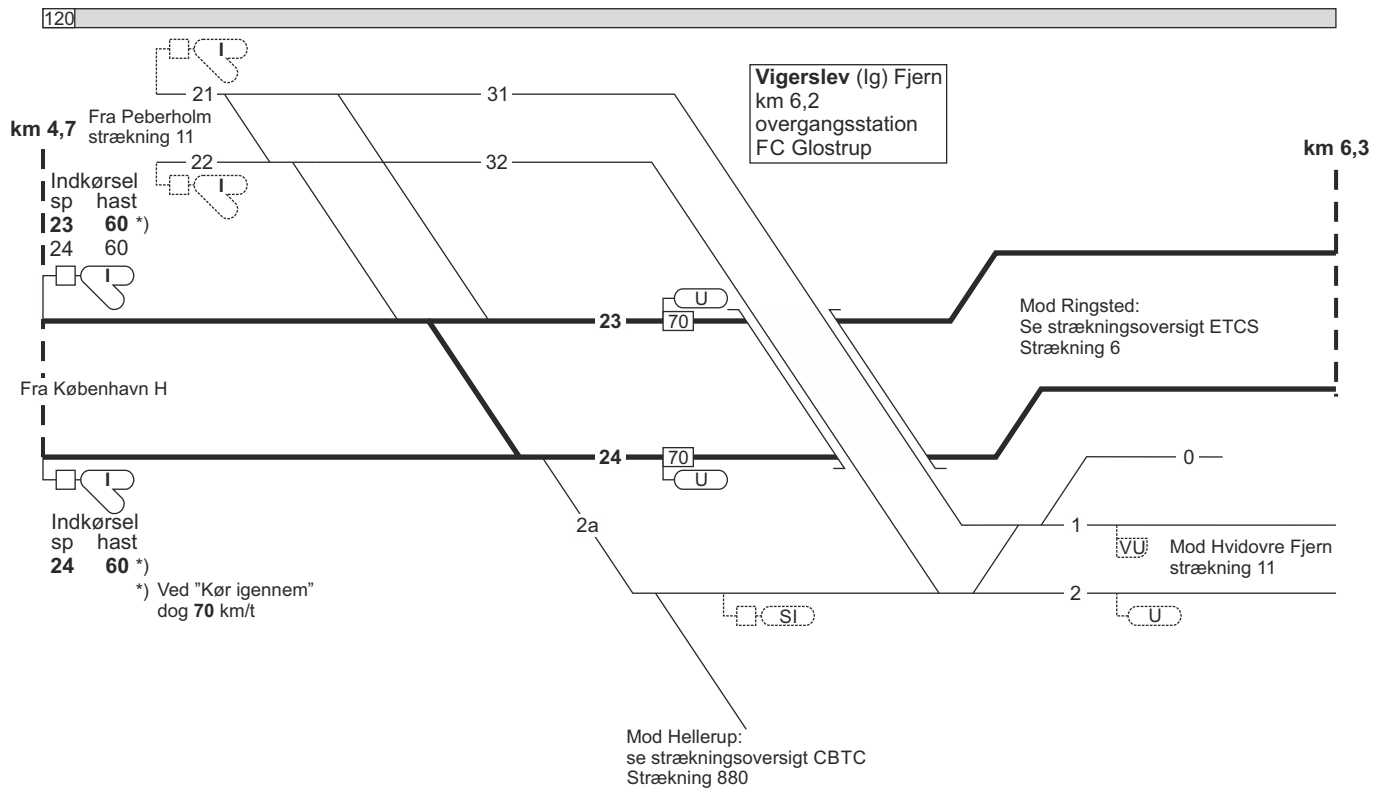 120
I
21
31
Vigerslev (Ig) Fjern
km 6,2
overgangsstation
FC Glostrup
km 4,7
Fra Peberholm
strækning 11
km 6,3
22
32
I
Indkørsel
sp hast
23 60 *)
24 60
I
U
23
70
Mod Ringsted:
Se strækningsoversigt ETCS
Strækning 6
Fra København H
24
70
U
0
I
Indkørsel
sp hast
24 60 *)
*) Ved ”Kør igennem”
dog 70 km/t
2a
1
VU
Mod Hvidovre Fjern
strækning 11
2
SI
U
Mod Hellerup:
se strækningsoversigt CBTC
Strækning 880